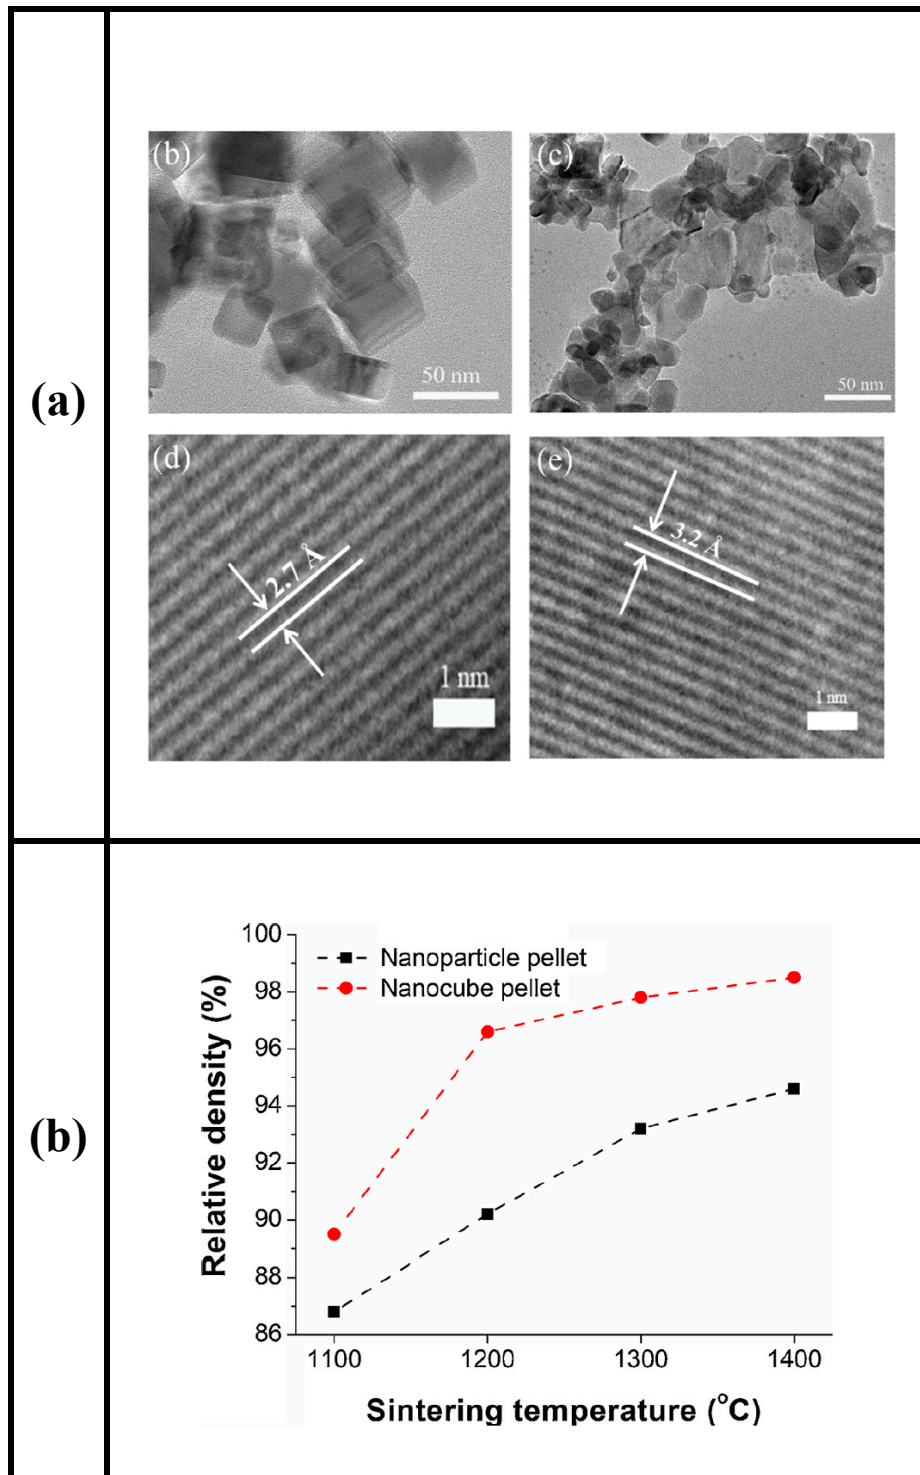 (a)
(b)
(c)
50 nm
50 nm
(d)
(e)
2.7 Å
3.2 Å
1 nm
1 nm
(b)
100
98
96
94
92
90
88
86
Relative density (%)
Nanoparticle pellet
Nanocube pellet
1100
1200
1300
1400
Sintering temperature (°C)